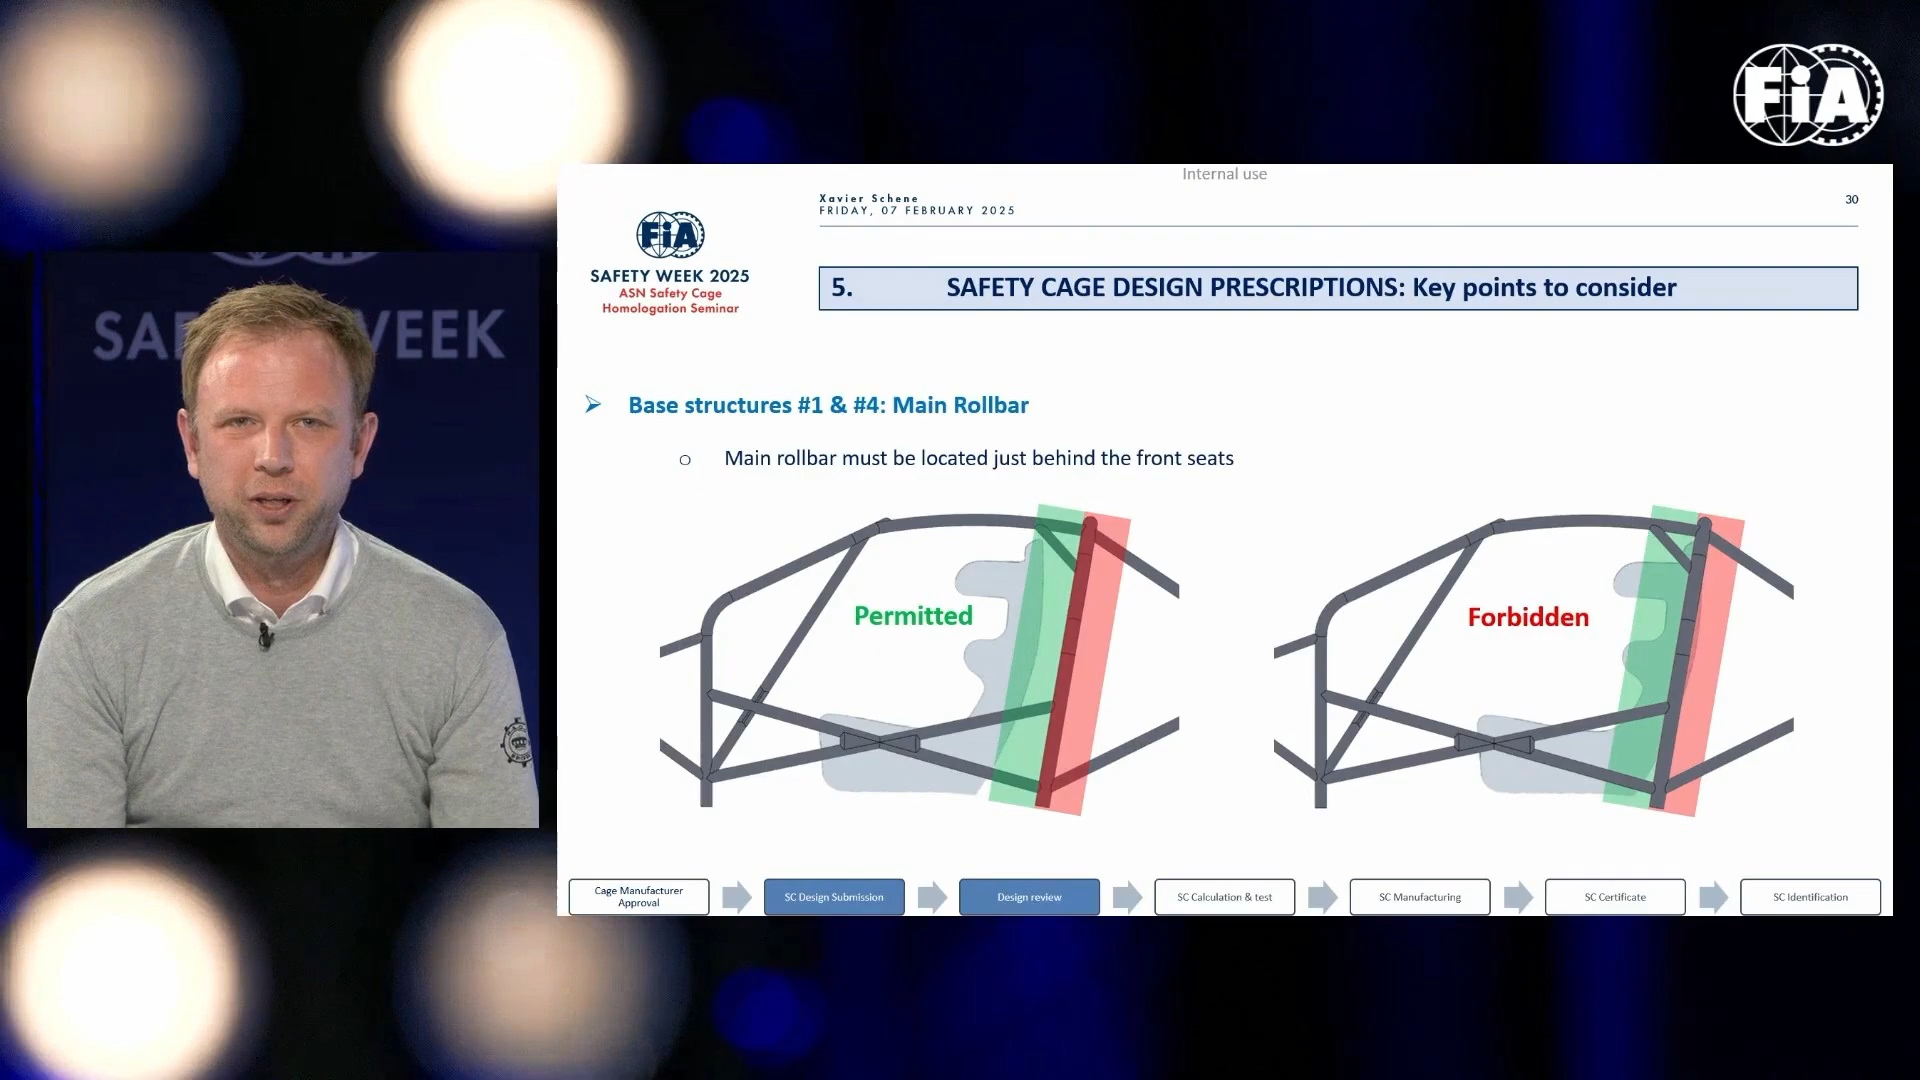 FiA
Internal use
Xavier Schene
FRIDAY, 07 FEBRUARY 2025
30
FiA
SAFETY WEEK 2025
ASN Safety Cage
Homologation Seminar
5. SAFETY CAGE DESIGN PRESCRIPTIONS: Key points to consider
SAF WEEK
Base structures #1 & #4: Main Rollbar
Main rollbar must be located just behind the front seats
Permitted
Forbidden
Cage Manufacturer
Approval
SC Design Submission
Design review
SC Calculation & test
SC Manufacturing
SC Certificate
SC Identification